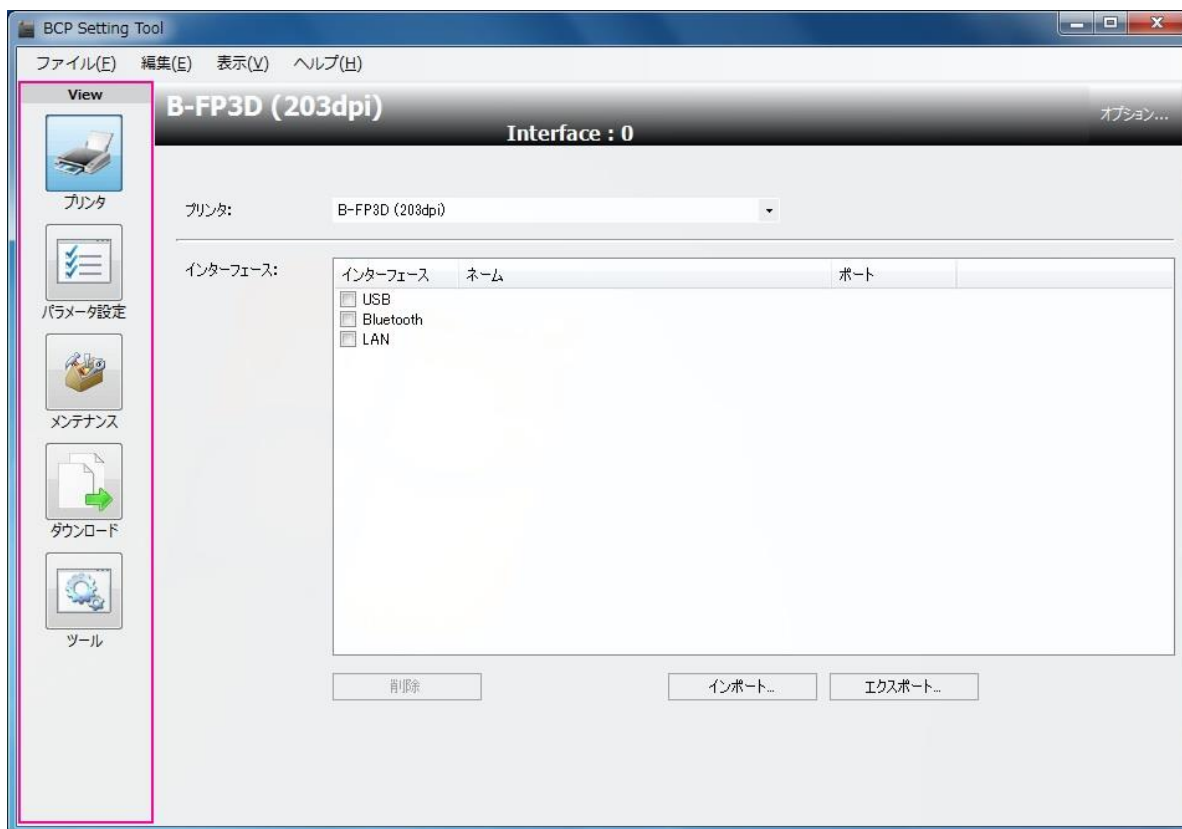 BCP Setting Tool
ファイル(F) 編集(E) 表示(V) ヘルプ(H)
View
プリンタ
パラメータ設定
メンテナンス
ダウンロード
ツール
B-FP3D (203dpi)
Interface : 0
オプション...
プリンタ: B-FP3D (203dpi)
インターフェース:
インターフェース ネーム ポート
USB
Bluetooth
LAN
削除 インポート... エクスポート...